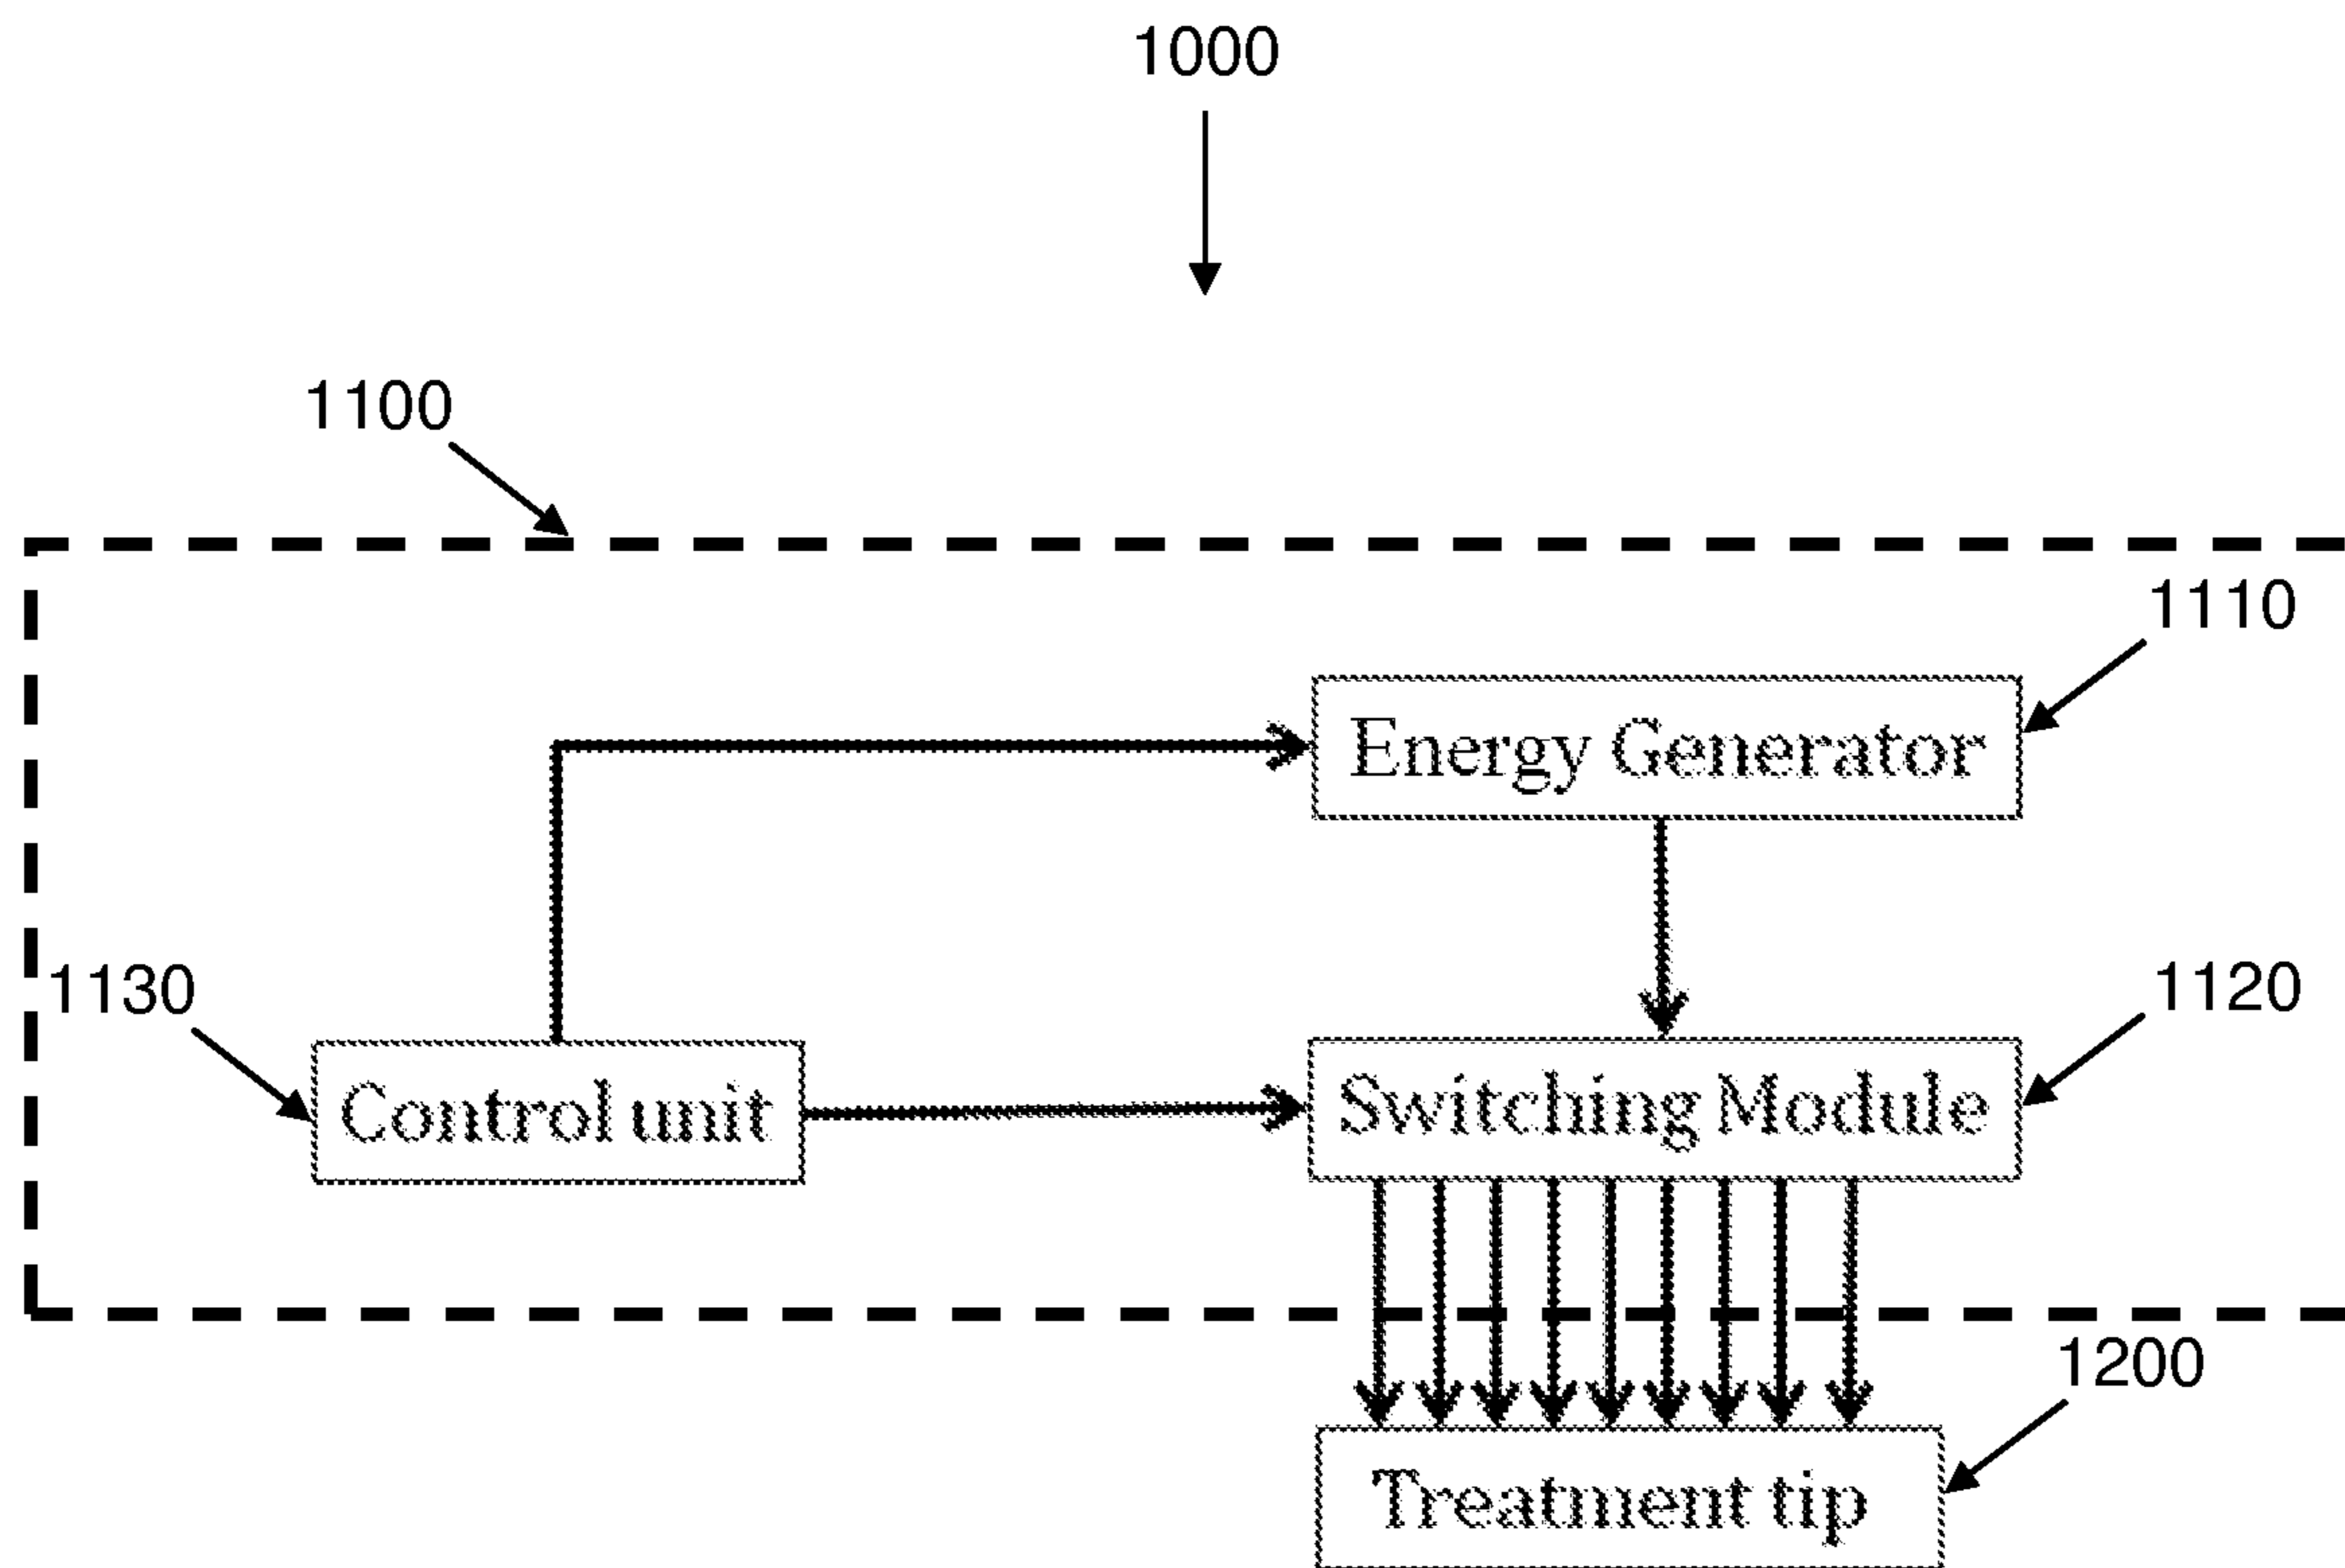 1000
1100
1110
Energy Generator
1130
1120
Control unit
Switching Module
1200
Treatment tip